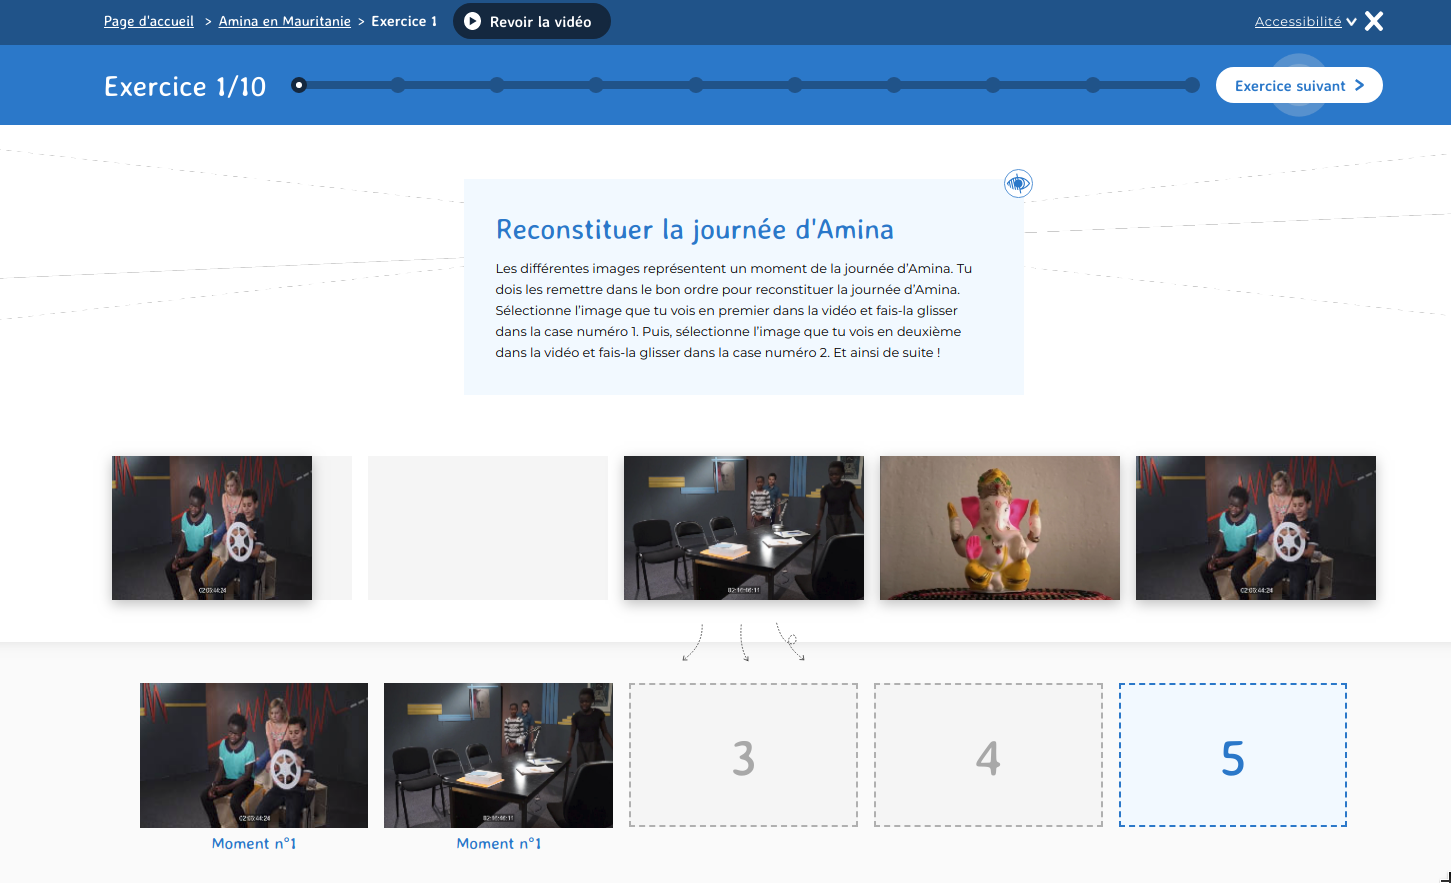 Page d'accueil > Amina en Mauritanie > Exercice 1
Revoir la vidéo
Accessibilité
Exercice 1/10
Exercice suivant >
Reconstituer la journée d'Amina
Les différentes images représentent un moment de la journée d'Amina. Tu
dois les remettre dans le bon ordre pour reconstituer la journée d'Amina.
Sélectionne l'image que tu vois en premier dans la vidéo et fais-la glisser
dans la case numéro 1. Puis, sélectionne l'image que tu vois en deuxième
dans la vidéo et fais-la glisser dans la case numéro 2. Et ainsi de suite !
3
4
5
Moment n°1
Moment n°1